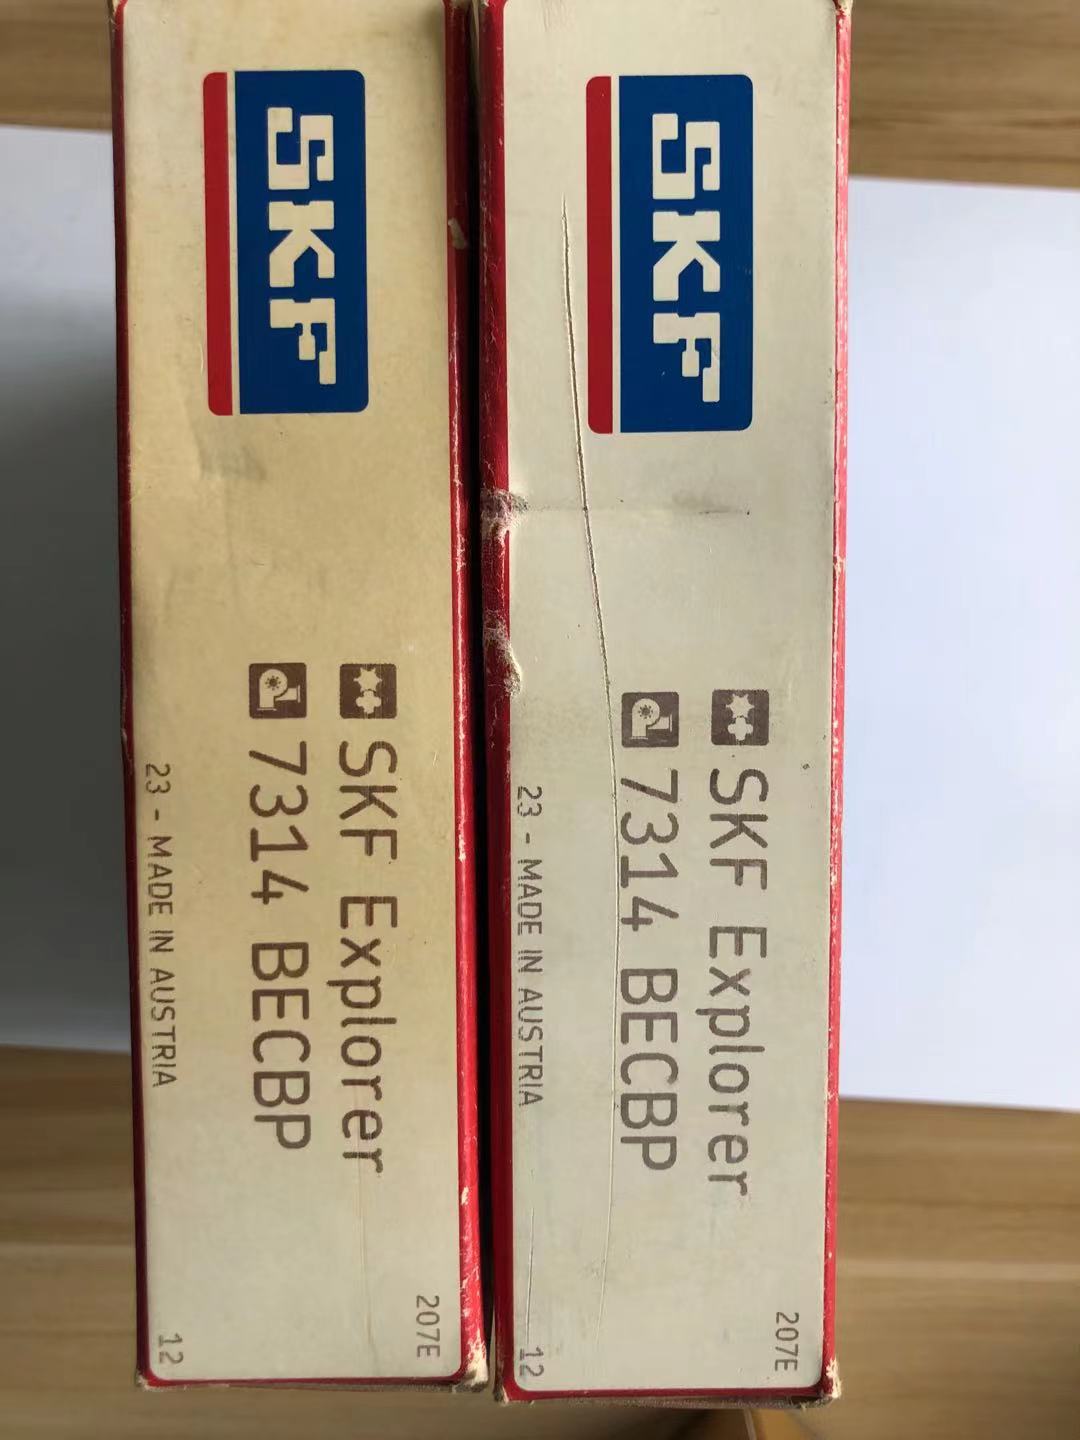 SKF
SKF Explorer
7314 BECBP
23 - MADE IN AUSTRIA
207E
12
SKF
SKF Explorer
7314 BECBP
23 - MADE IN AUSTRIA
207E
12